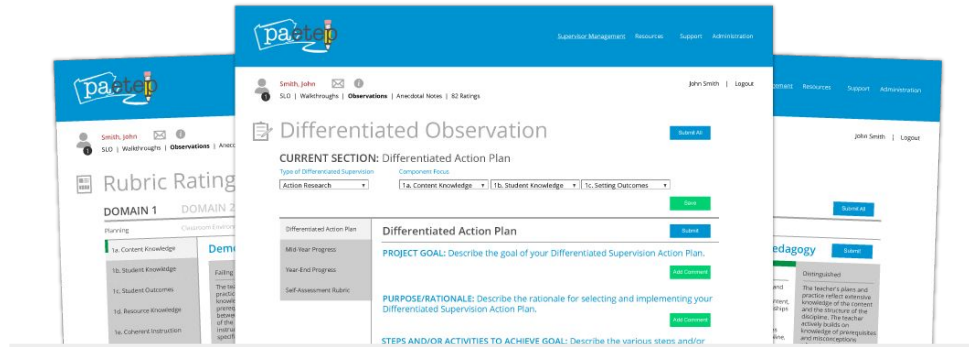 paetep
Supervisor Management Resources Support Administration
Smith, John
John Smith | Logout
SLO | Walkthroughs | Observations | Anecdotal Notes | 82 Ratings
Differentiated Observation
Submit All
CURRENT SECTION: Differentiated Action Plan
Type of Differentiated Supervision Component Focus
Action Research 1a. Content Knowledge 1b. Student Knowledge 1c. Setting Outcomes
Save
Differentiated Action Plan
Mid-Year Progress
Year-End Progress
Self-Assessment Rubric
Differentiated Action Plan
Submit
PROJECT GOAL: Describe the goal of your Differentiated Supervision Action Plan.
Add Comment
PURPOSE/RATIONALE: Describe the rationale for selecting and implementing your
Differentiated Supervision Action Plan.
Add Comment
STEPS AND/OR ACTIVITIES TO ACHIEVE GOAL: Describe the various steps and/or
paetep
Smith, John
SLO | Walkthroughs | Observations | Anec
Rubric Rating
DOMAIN 1 DOMAIN 2
Planning Classroom Environ
1a. Content Knowledge
1b. Student Knowledge
1c. Student Outcomes
1d. Resource Knowledge
1e. Coherent Instruction
Dem
Failing
Resources Support Administration
John Smith | Logout
Submit All
edagogy
Submit
Distinguished
The teacher's plans and
practice reflect extensive
knowledge of the content
and the structure of the
discipline. The teacher
actively builds on
knowledge of prerequisites
and misconceptions